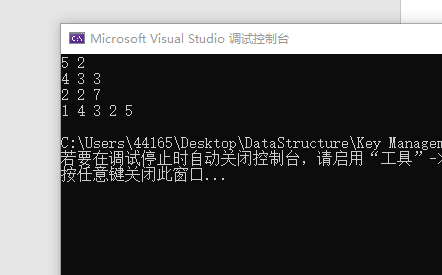 Microsoft Visual Studio 调试控制台
5 2
4 3 3
2 2 7
1 4 3 2 5
C:\Users\44165\Desktop\DataStructure\Key Managem
若要在调试停止时自动关闭控制台，请启用“工具”->
按任意键关闭此窗口...